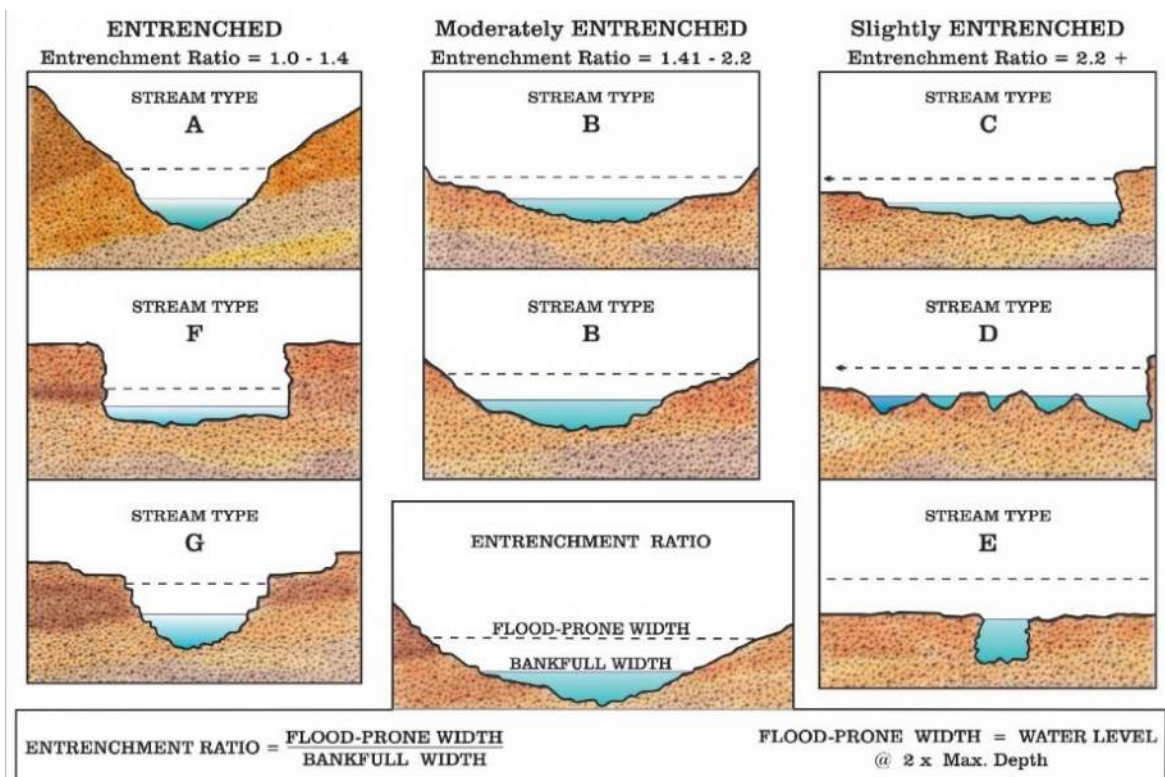 ENTRENCHED
Entrenchment Ratio = 1.0 - 1.4
STREAM TYPE
A
STREAM TYPE
F
STREAM TYPE
G
Moderately ENTRENCHED
Entrenchment Ratio = 1.41 - 2.2
STREAM TYPE
B
STREAM TYPE
B
Slightly ENTRENCHED
Entrenchment Ratio = 2.2 +
STREAM TYPE
C
STREAM TYPE
D
STREAM TYPE
E
ENTRENCHMENT RATIO
FLOOD-PRONE WIDTH
BANKFULL WIDTH
ENTRENCHMENT RATIO = FLOOD-PRONE WIDTH
BANKFULL WIDTH
FLOOD-PRONE WIDTH = WATER LEVEL
@ 2 x Max. Depth